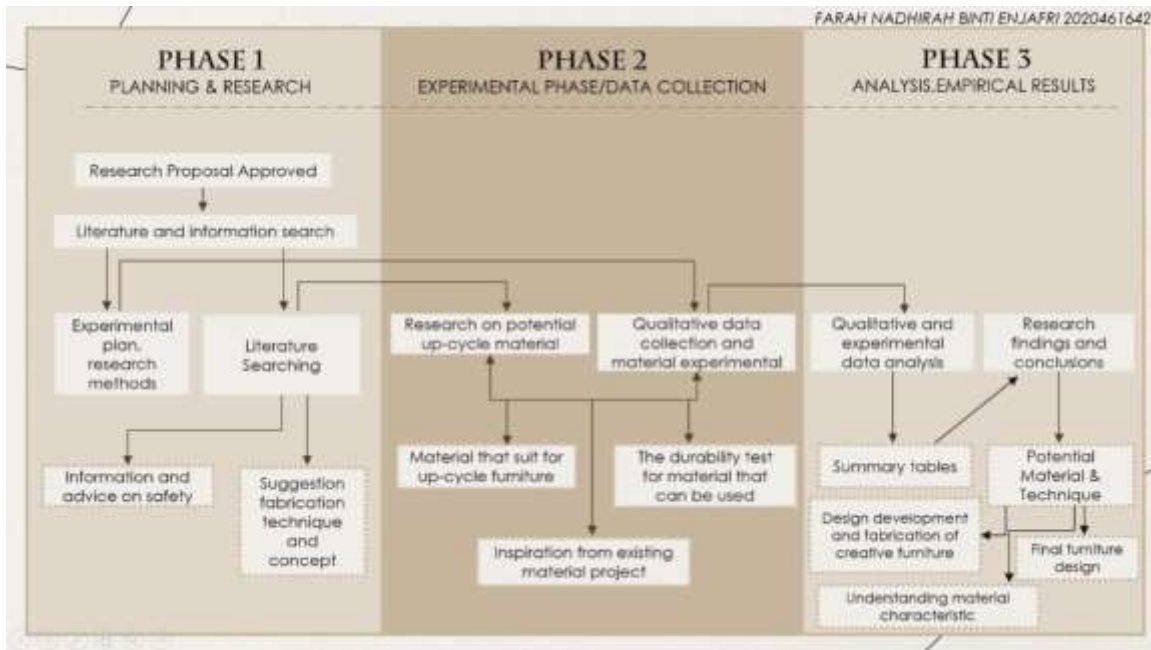 FARAH NADHIRAH BINTI ENJAFRI 2020461642
PHASE 1
PLANNING & RESEARCH
Research Proposal Approved
Literature and information search
Experimental
plan,
research
methods
Literature
Searching
Information and
advice on safety
Suggestion
fabrication
technique
and
concept
PHASE 2
EXPERIMENTAL PHASE/DATA COLLECTION
Research on potential
up-cycle material
Qualitative data
collection and
material experimental
Material that suit for
up-cycle furniture
The durability test
for material that
can be used
Inspiration from existing
material project
PHASE 3
ANALYSIS.EMPIRICAL RESULTS
Qualitative and
experimental
data analysis
Research
findings and
conclusions
Summary tables
Potential
Material &
Technique
Design development
and fabrication of
creative furniture
Final furniture
design
Understanding material
characteristic